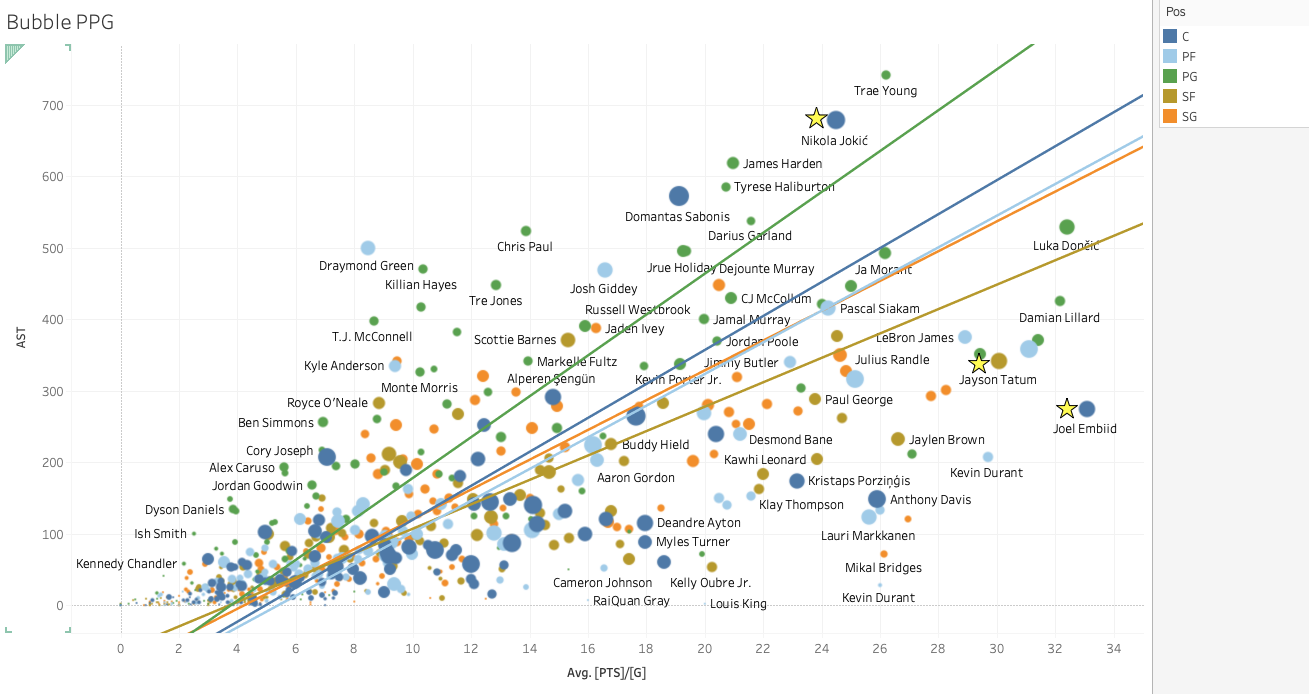 Bubble PPG
Pos
C
PF
PG
SF
SG
AST
700
600
500
400
300
200
100
0
Trae Young
Nikola Jokić
James Harden
Tyrese Haliburton
Domantas Sabonis
Darius Garland
Luka Dončić
Chris Paul
Draymond Green
Jrue Holiday
Dejounte Murray
Ja Morant
Killian Hayes
Josh Giddey
Tre Jones
CJ McCollum
Russell Westbrook
Pascal Siakam
Jamal Murray
Damian Lillard
Jaden Ivey
T.J. McConnell
Scottie Barnes
Jordan Poole
LeBron James
Kyle Anderson
Markelle Fultz
Jimmy Butler
Julius Randle
Alperen Şengün
Kevin Porter Jr.
Jayson Tatum
Monte Morris
Royce O'Neale
Paul George
Ben Simmons
Joel Embiid
Buddy Hield
Desmond Bane
Jaylen Brown
Cory Joseph
Kawhi Leonard
Alex Caruso
Aaron Gordon
Kevin Durant
Jordan Goodwin
Kristaps Porziņģis
Anthony Davis
Dyson Daniels
Klay Thompson
Deandre Ayton
Ish Smith
Myles Turner
Lauri Markkanen
Kennedy Chandler
Mikal Bridges
Cameron Johnson
Kelly Oubre Jr.
Kevin Durant
RaiQuan Gray
Louis King
0 2 4 6 8 10 12 14 16 18 20 22 24 26 28 30 32 34
Avg. [PTS]/[G]